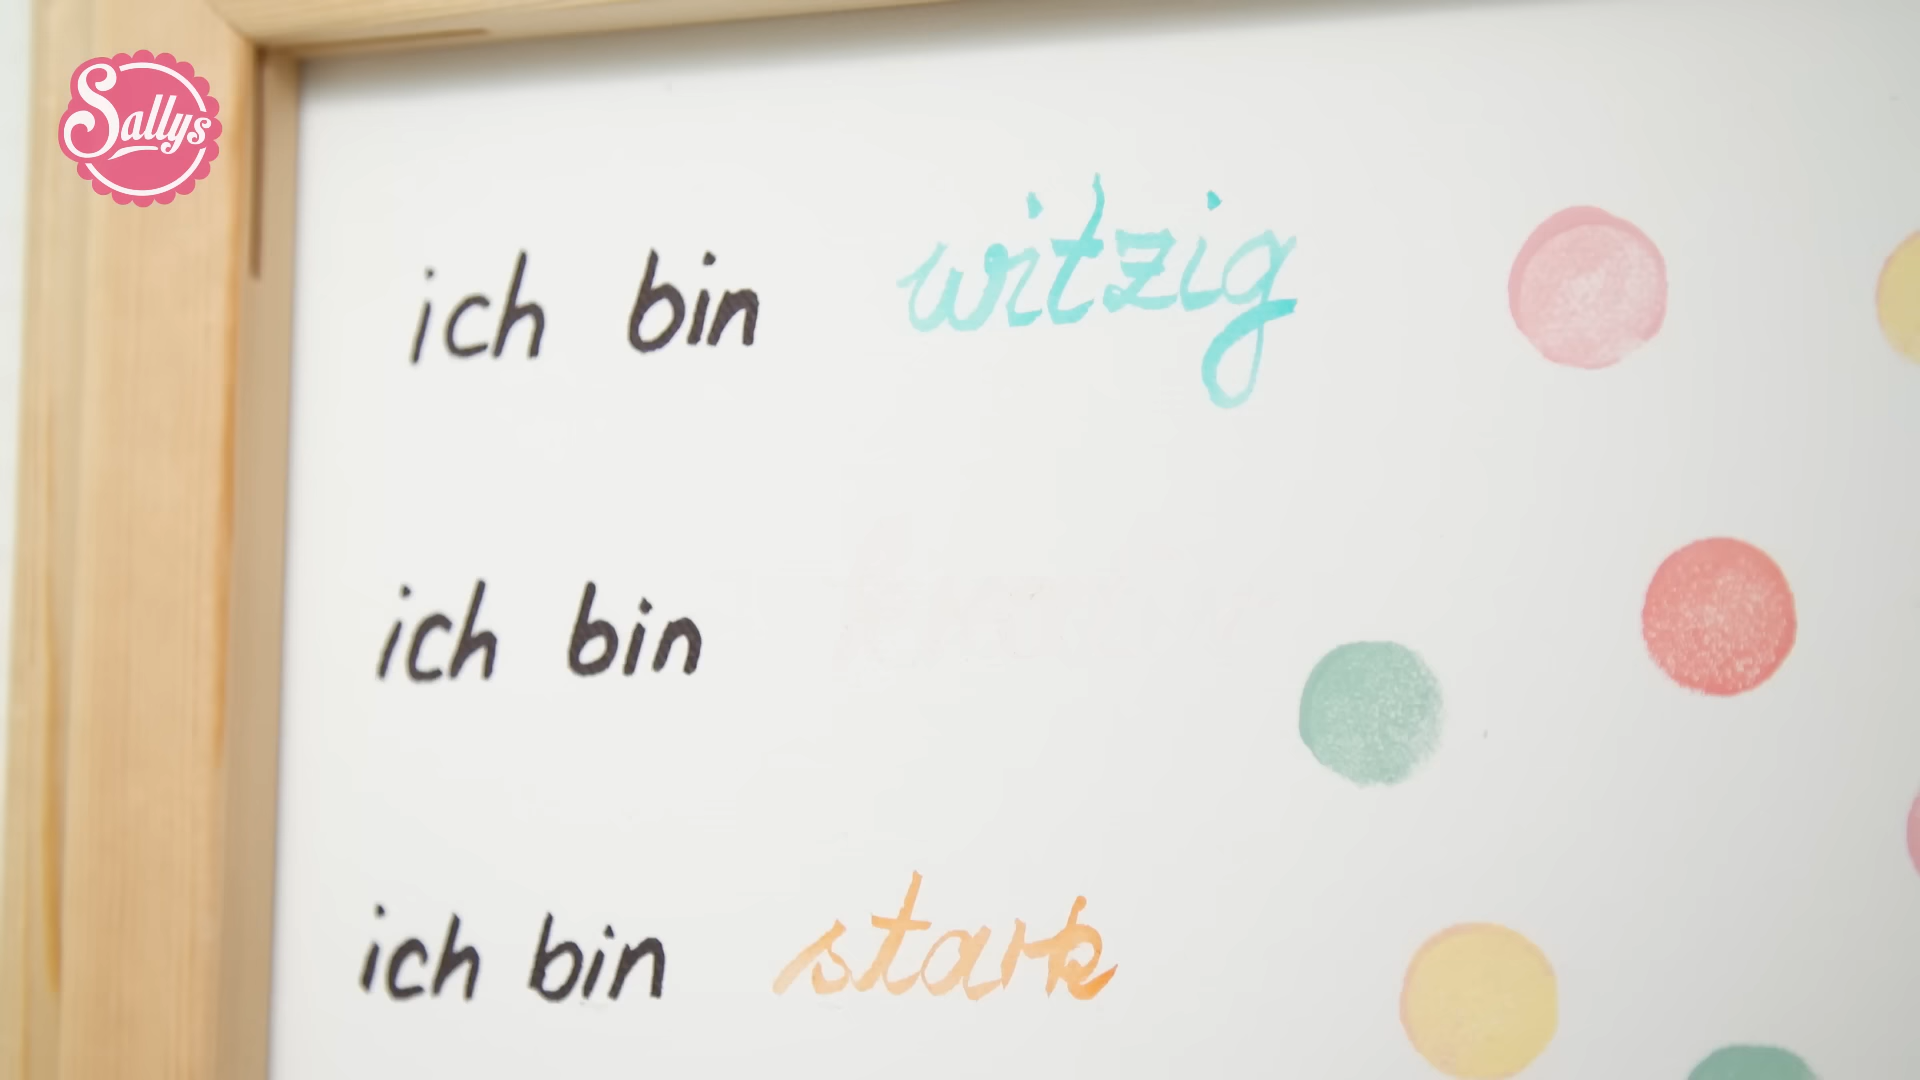 Sallys
ich bin witzig
ich bin
ich bin stark